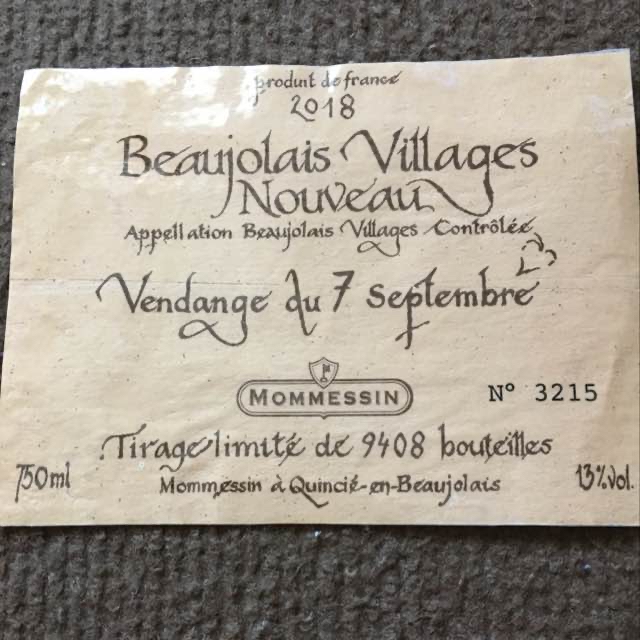 produit de france
2018
Beaujolais Villages
Nouveau
Appellation Beaujolais Villages Contrôlée
Vendange du 7 septembre
MOMMESSIN
N° 3215
Tirage limité de 9408 bouteilles
750ml
Mommessin à Quincié-en-Beaujolais
13%vol.